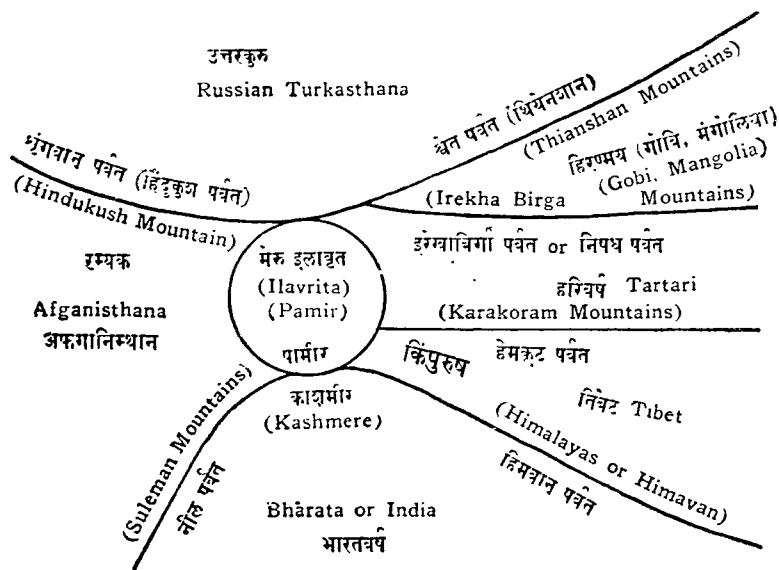 उत्तरकुरु
Russian Turkasthana
श्वेत पर्वत (थियेनशान)
(Thianshan Mountains)
हिरण्मय (गोबि, मंगोलिया)
(Gobi, Mangolia)
शृंगवान् पर्वत (हिंदुकुश पर्वत)
(Hindukush Mountain)
(Irekha Birga Mountains)
इरेखाबिर्गा पर्वत or निषध पर्वत
रम्यक
Afganisthana
अफगानिस्थान
मेरु इलावृत
(Ilavrita)
(Pamir)
पामीर
हरिवर्ष Tartari
(Karakoram Mountains)
किंपुरुष
हेमकूट पर्वत
तिबेट Tibet
काशमीर
(Kashmere)
(Himalayas or Himavan)
हिमवान् पर्वत
(Suleman Mountains)
नील पर्वत
Bhārata or India
भारतवर्ष